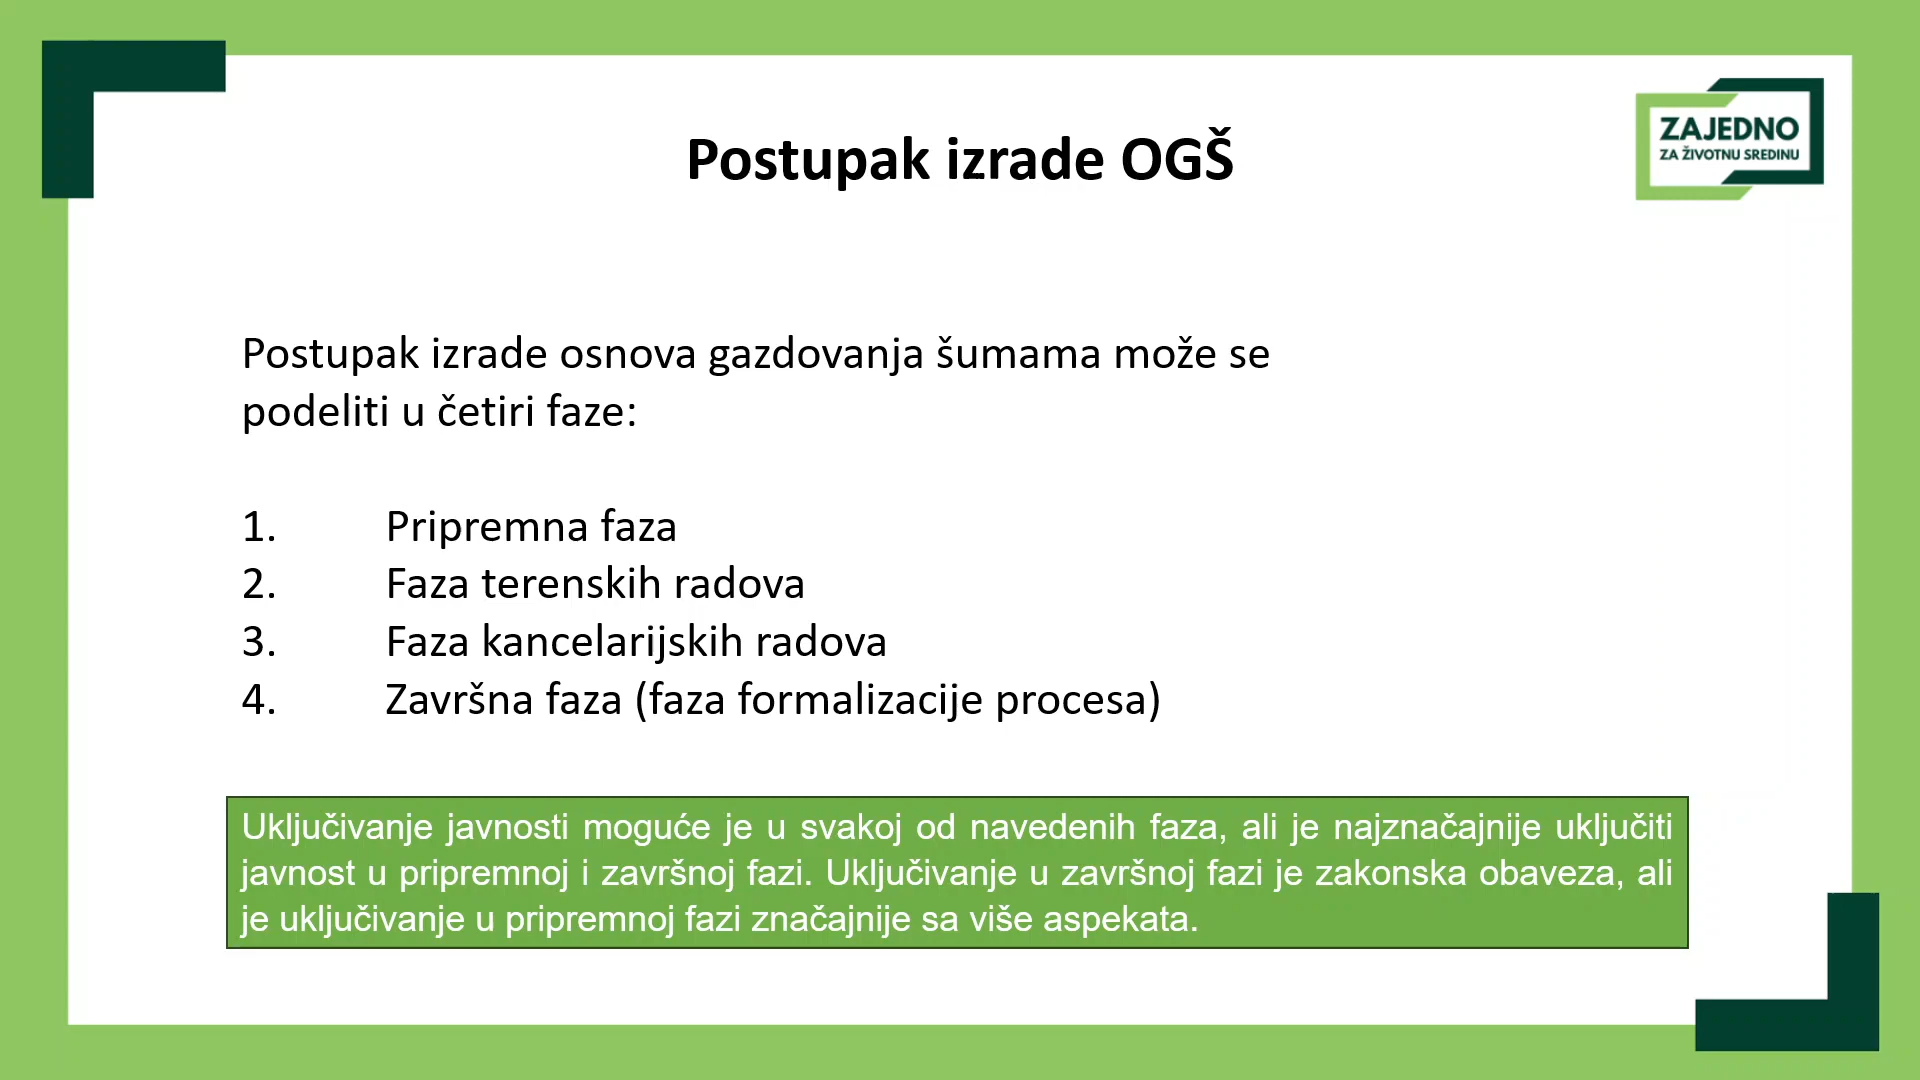 ZAJEDNO
ZA ŽIVOTNU SREDINU
Postupak izrade OGŠ
Postupak izrade osnova gazdovanja šumama može se
podeliti u četiri faze:
1. Pripremna faza
2. Faza terenskih radova
3. Faza kancelarijskih radova
4. Završna faza (faza formalizacije procesa)
Uključivanje javnosti moguće je u svakoj od navedenih faza, ali je najznačajnije uključiti
javnost u pripremnoj i završnoj fazi. Uključivanje u završnoj fazi je zakonska obaveza, ali
je uključivanje u pripremnoj fazi značajnije sa više aspekata.